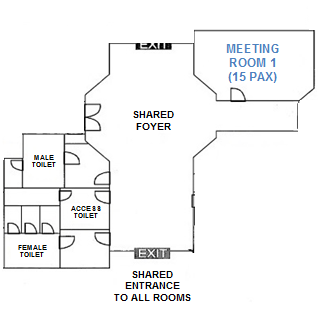 EXIT
MEETING
ROOM 1
(15 PAX)
SHARED
FOYER
MALE
TOILET
ACCESS
TOILET
FEMALE
TOILET
EXIT
SHARED
ENTRANCE
TO ALL ROOMS